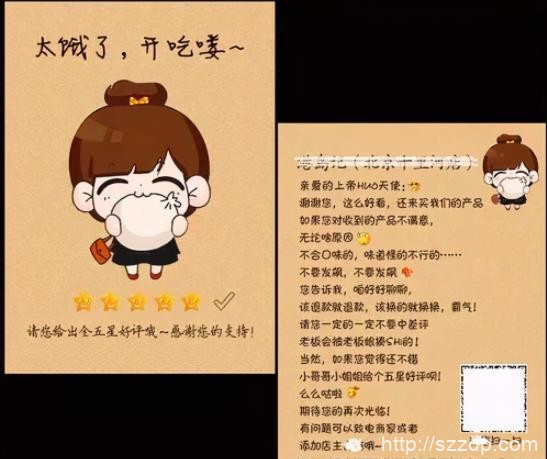 太饿了，开吃喽~
请您给出全五星好评哦~感谢您的支持!
港岛记（北京十里河店）
亲爱的上帝HUO天使：
谢谢您，这么好看，还来买我们的产品
如果您对收到的产品不满意，
无论啥原因
不合口味的，味道怪的不行的……
不要发飙，不要发飙
您告诉我，咱好好聊聊，
该退款就退款，该换的就换换，霸气!
请您一定的一定不要中差评
老板会被老板娘揍SHi的!
当然，如果您觉得还不错
小哥哥小姐姐给个五星好评呗!
么么哒啦
期待您的再次光临!
有问题可以致电商家或者
添加店主
http://szzop.com/